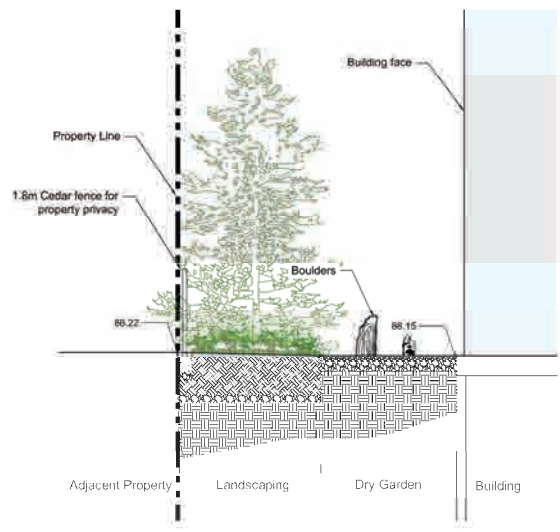 Building face
Property Line
1.8m Cedar fence for
property privacy
Boulders
86.22
86.15
Adjacent Property
Landscaping
Dry Garden
Building